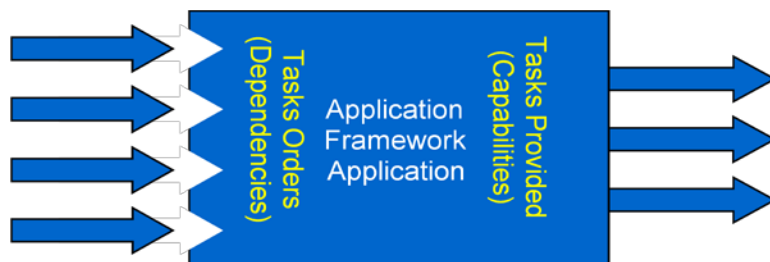 Tasks Orders
(Dependencies)
Application
Framework
Application
Tasks Provided
(Capabilities)